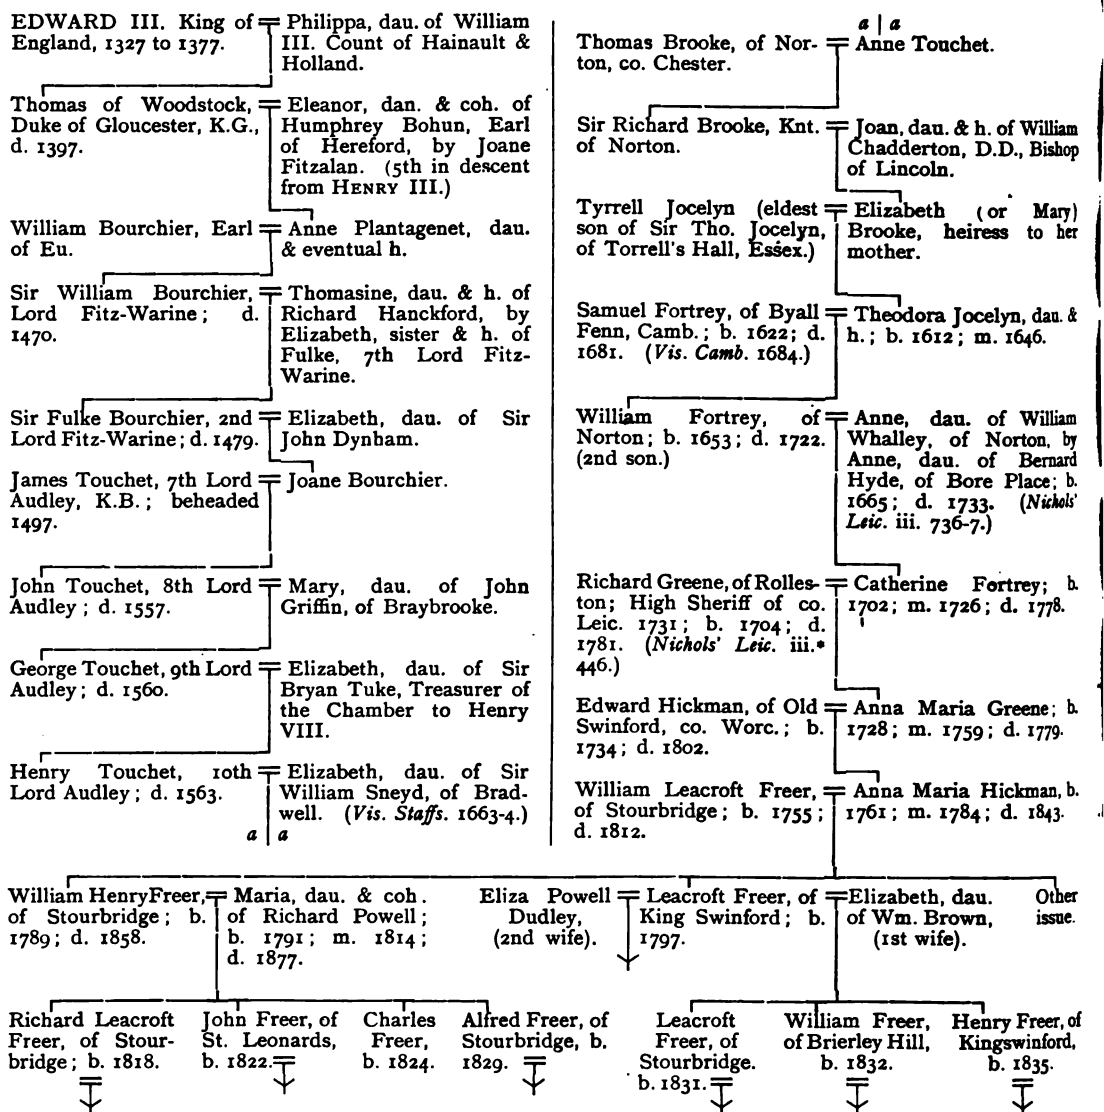 EDWARD III. King of
England, 1327 to 1377.
Philippa, dau. of William
III. Count of Hainault &
Holland.
Thomas of Woodstock,
Duke of Gloucester, K.G.,
d. 1397.
Eleanor, dan. & coh. of
Humphrey Bohun, Earl
of Hereford, by Joane
Fitzalan. (5th in descent
from HENRY III.)
William Bourchier, Earl
of Eu.
Anne Plantagenet, dau.
& eventual h.
Sir William Bourchier,
Lord Fitz-Warine; d.
1470.
Thomasine, dau. & h. of
Richard Hanckford, by
Elizabeth, sister & h. of
Fulke, 7th Lord Fitz-
Warine.
Sir Fulke Bourchier, 2nd
Lord Fitz-Warine; d. 1479.
Elizabeth, dau. of Sir
John Dynham.
James Touchet, 7th Lord
Audley, K.B.; beheaded
1497.
Joane Bourchier.
John Touchet, 8th Lord
Audley; d. 1557.
Mary, dau. of John
Griffin, of Braybrooke.
George Touchet, 9th Lord
Audley; d. 1560.
Elizabeth, dau. of Sir
Bryan Tuke, Treasurer of
the Chamber to Henry
VIII.
Henry Touchet, 10th
Lord Audley; d. 1563.
Elizabeth, dau. of Sir
William Sneyd, of Brad-
well. (Vis. Staffs. 1663-4.)
a | a
a | a
Thomas Brooke, of Nor-
ton, co. Chester.
Anne Touchet.
Sir Richard Brooke, Knt.
of Norton.
Joan, dau. & h. of William
Chadderton, D.D., Bishop
of Lincoln.
Tyrrell Jocelyn (eldest
son of Sir Tho. Jocelyn,
of Torrell's Hall, Essex.)
Elizabeth (or Mary)
Brooke, heiress to her
mother.
Samuel Fortrey, of Byall
Fenn, Camb.; b. 1622; d.
1681. (Vis. Camb. 1684.)
Theodora Jocelyn, dau. &
h.; b. 1612; m. 1646.
William Fortrey, of
Norton; b. 1653; d. 1722.
(2nd son.)
Anne, dau. of William
Whalley, of Norton, by
Anne, dau. of Bernard
Hyde, of Bore Place; b.
1665; d. 1733. (Nichols'
Leic. iii. 736-7.)
Richard Greene, of Rolles-
ton; High Sheriff of co.
Leic. 1731; b. 1704; d.
1781. (Nichols' Leic. iii.*
446.)
Catherine Fortrey; b.
1702; m. 1726; d. 1778.
Edward Hickman, of Old
Swinford, co. Worc.; b.
1734; d. 1802.
Anna Maria Greene; b.
1728; m. 1759; d. 1779.
William Leacroft Freer,
of Stourbridge; b. 1755;
d. 1812.
Anna Maria Hickman, b.
1761; m. 1784; d. 1843.
William Henry Freer,
of Stourbridge; b.
1789; d. 1858.
Maria, dau. & coh.
of Richard Powell;
b. 1791; m. 1814;
d. 1877.
Eliza Powell
Dudley,
(2nd wife).
Leacroft Freer, of
King Swinford; b.
1797.
Elizabeth, dau.
of Wm. Brown,
(1st wife).
Other
issue.
Richard Leacroft
Freer, of Stour-
bridge; b. 1818.
John Freer, of
St. Leonards,
b. 1822.
Charles
Freer,
b. 1824.
Alfred Freer, of
Stourbridge, b.
1829.
Leacroft
Freer, of
Stourbridge.
b. 1831.
William Freer,
of Brierley Hill,
b. 1832.
Henry Freer, of
Kingswinford,
b. 1835.